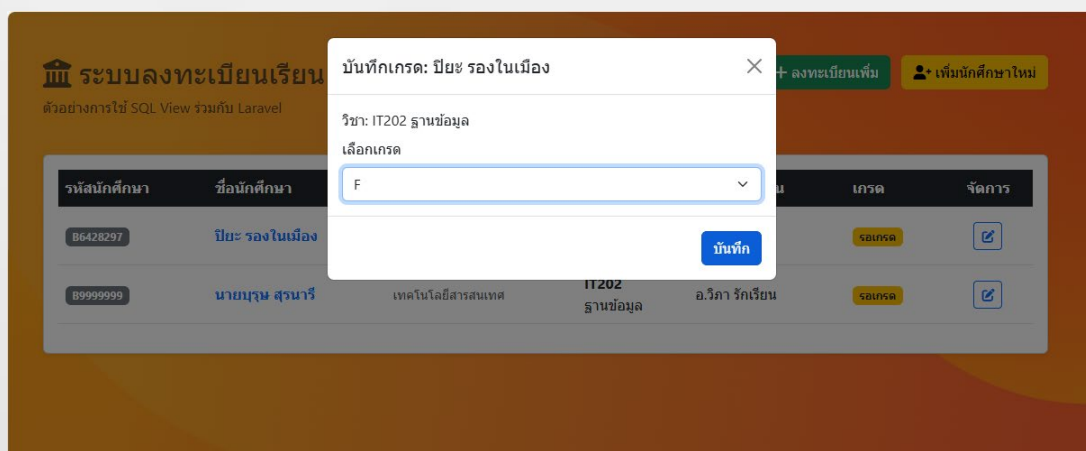 ระบบลงทะเบียนเรียน
ตัวอย่างการใช้ SQL View ร่วมกับ Laravel
+ ลงทะเบียนเพิ่ม
เพิ่มนักศึกษาใหม่
บันทึกเกรด: ปิยะ รองในเมือง
วิชา: IT202 ฐานข้อมูล
เลือกเกรด
F
บันทึก
รหัสนักศึกษา ชื่อนักศึกษา เกรด จัดการ
B6428297 ปิยะ รองในเมือง รอเกรด
B9999999 นายบุรุษ สุรนารี เทคโนโลยีสารสนเทศ IT202 ฐานข้อมูล อ.วิภา รักเรียน รอเกรด